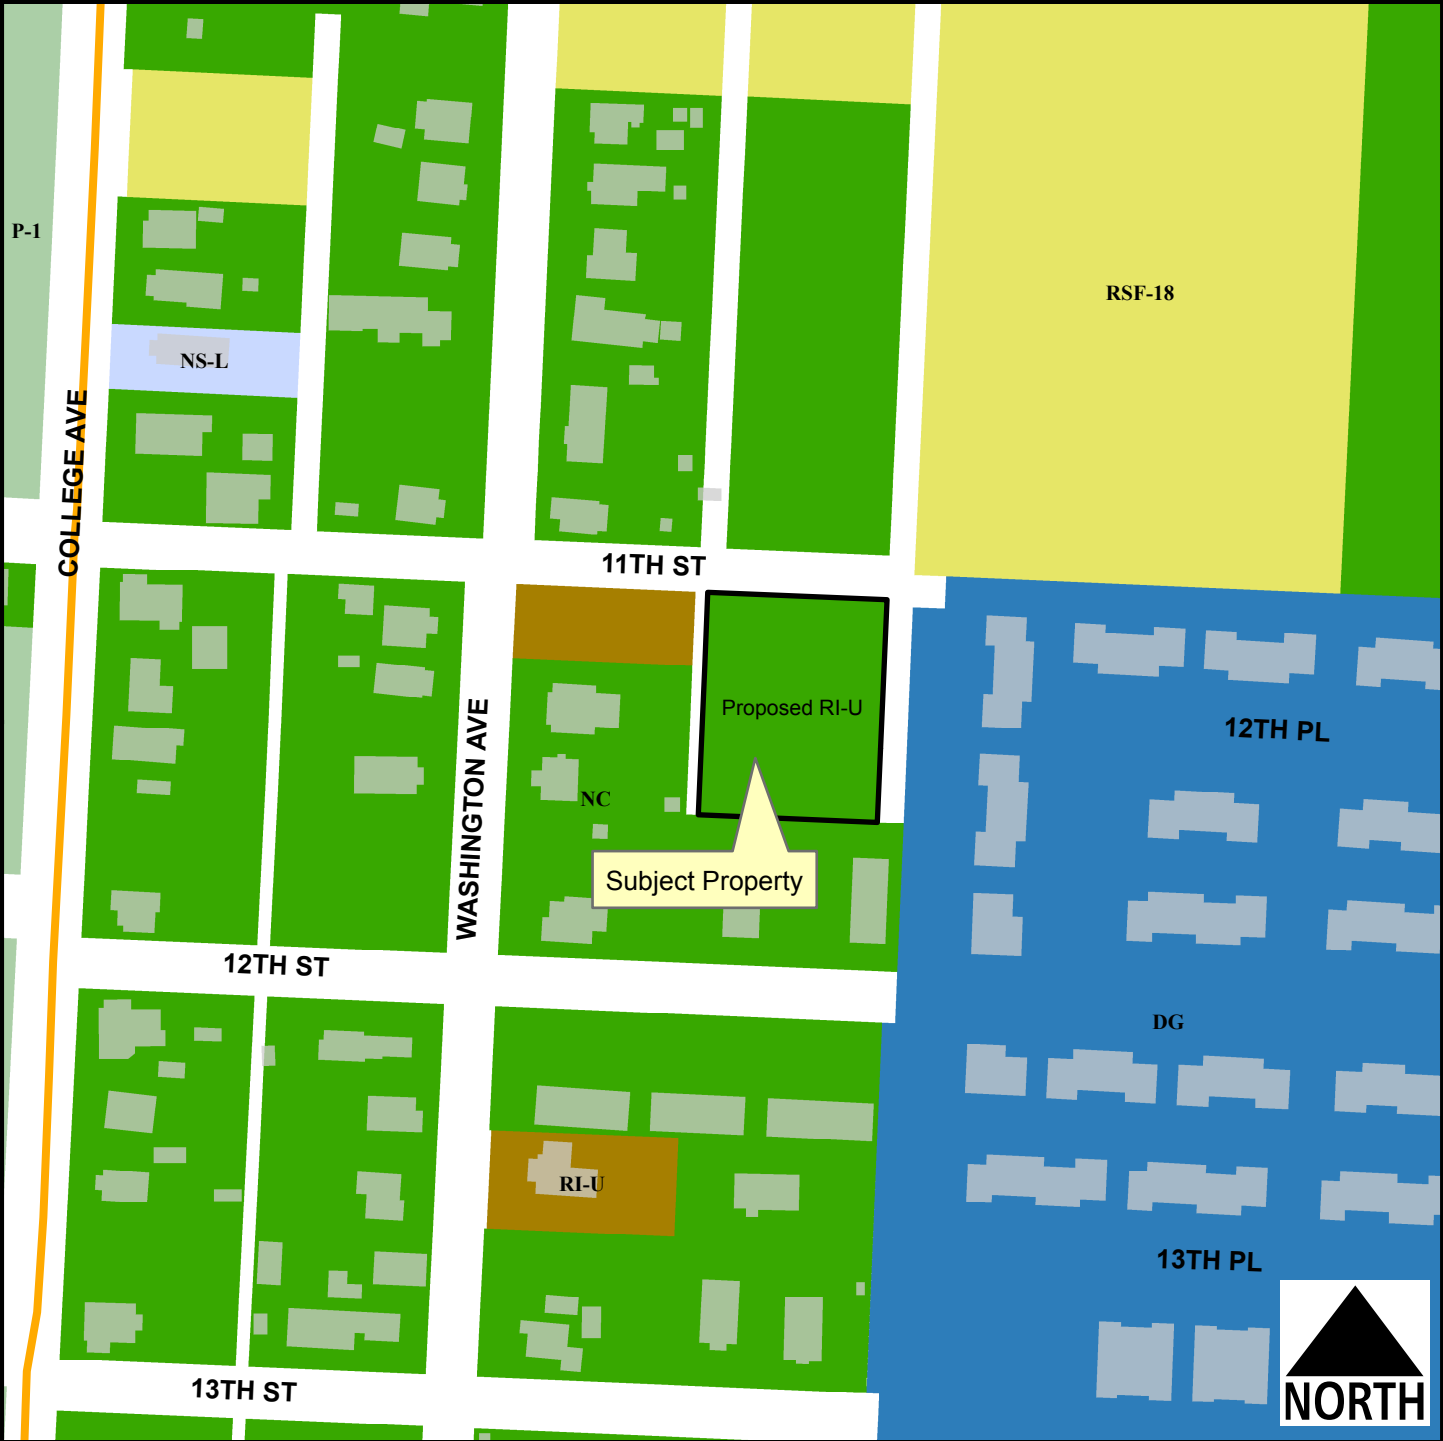 P-1
RSF-18
NS-L
COLLEGE AVE
11TH ST
Proposed RI-U
12TH PL
WASHINGTON AVE
NC
Subject Property
12TH ST
DG
RI-U
13TH PL
13TH ST
NORTH